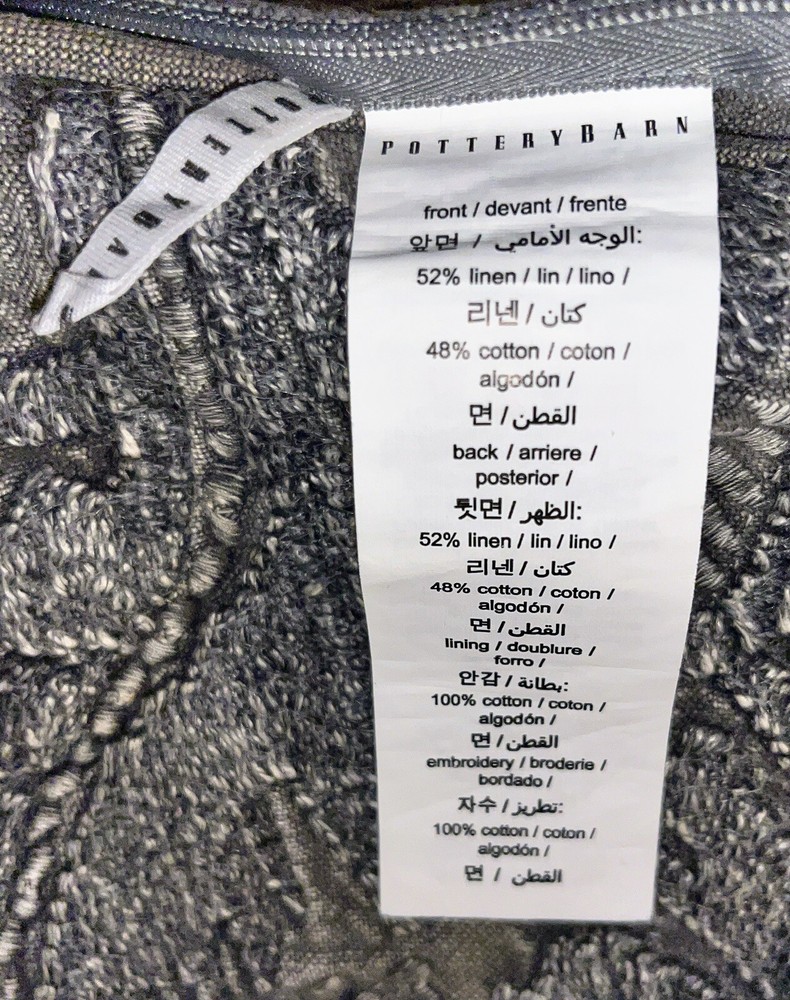 POTTERYBARN
POTTERYBARN
front / devant / frente
앞면 / الوجه الأمامي:
52% linen / lin / lino /
리넨 / كتان
48% cotton / coton /
algodón /
면 / القطن
back / arriere /
posterior /
뒷면 / الظهر:
52% linen / lin / lino /
리넨 / كتان
48% cotton / coton /
algodón /
면 / القطن
lining / doublure /
forro /
안감 / بطانة:
100% cotton / coton /
algodón /
면 / القطن
embroidery / broderie /
bordado /
자수 / تطريز:
100% cotton / coton /
algodón /
면 / القطن